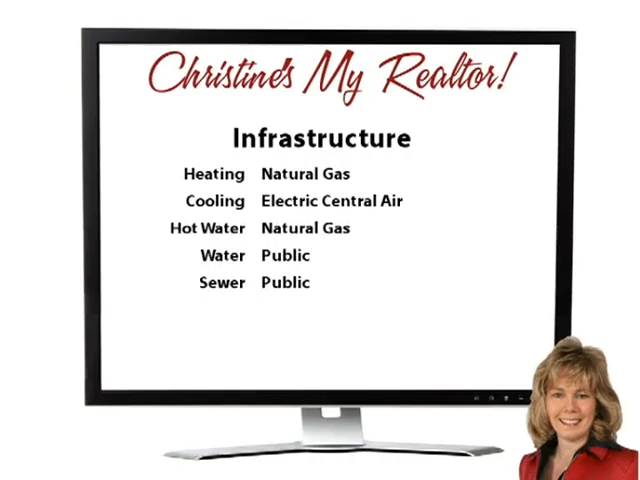 Christine's My Realtor!
Infrastructure
Heating Natural Gas
Cooling Electric Central Air
Hot Water Natural Gas
Water Public
Sewer Public